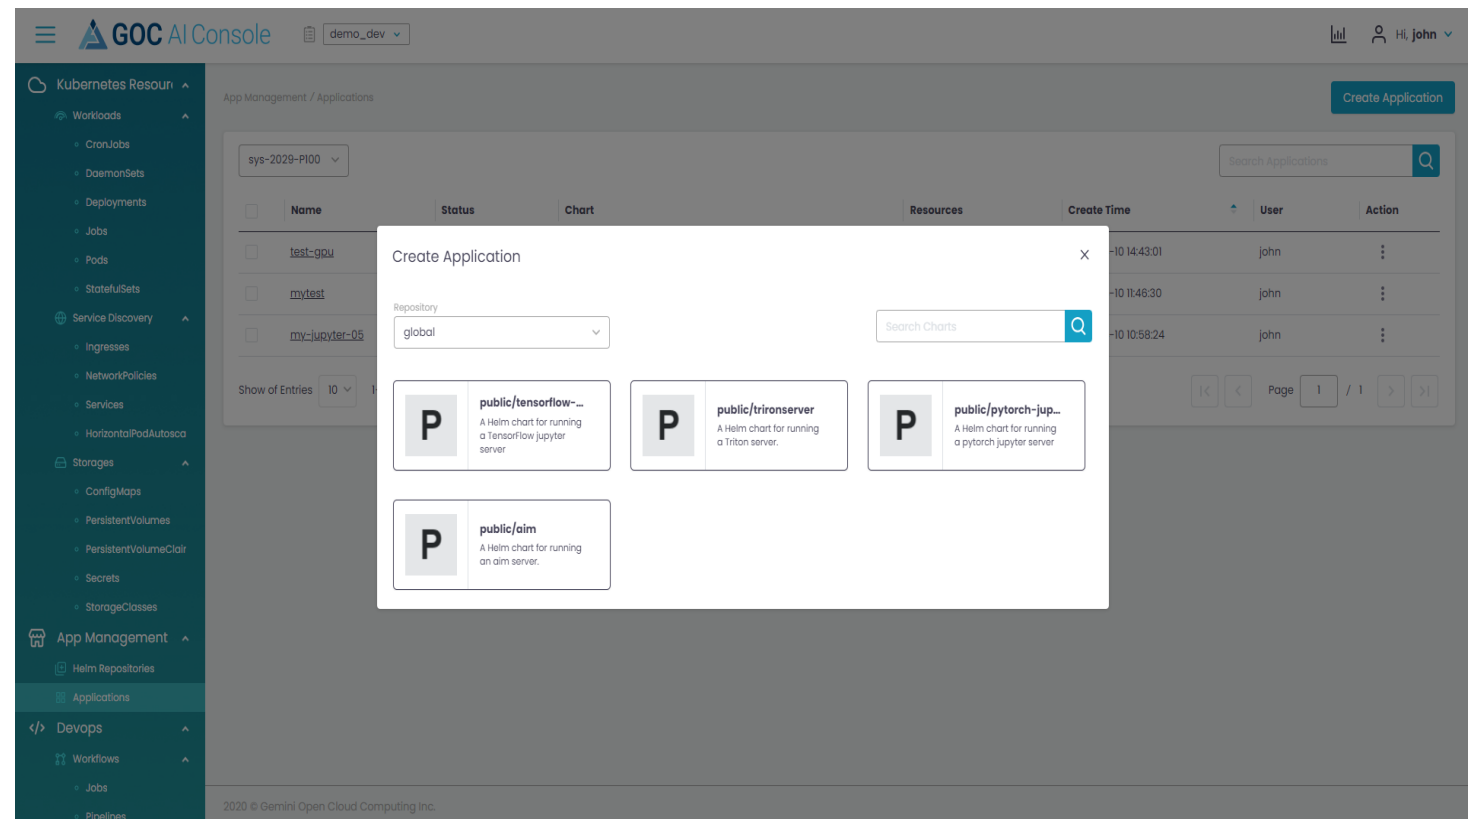 GOC AI Console
demo_dev
Hi, john
Kubernetes Resour
Workloads
CronJobs
DaemonSets
Deployments
Jobs
Pods
StatefulSets
Service Discovery
Ingresses
NetworkPolicies
Services
HorizontalPodAutosca
Storages
ConfigMaps
PersistentVolumes
PersistentVolumeClair
Secrets
StorageClasses
App Management
Helm Repositories
Applications
Devops
Workflows
Jobs
Pipelines
App Management / Applications
Create Application
sys-2029-P100
Search Applications
Name Status Chart Resources Create Time User Action
test-gpu -10 14:43:01 john
mytest -10 11:46:30 john
my-jupyter-05 -10 10:58:24 john
Show of Entries 10 1-
Page 1 / 1
Create Application
X
Repository
global
Search Charts
P
public/tensorflow-...
A Helm chart for running
a TensorFlow jupyter
server
P
public/trironserver
A Helm chart for running
a Triton server.
P
public/pytorch-jup...
A Helm chart for running
a pytorch jupyter server
P
public/aim
A Helm chart for running
an aim server.
2020 © Gemini Open Cloud Computing Inc.